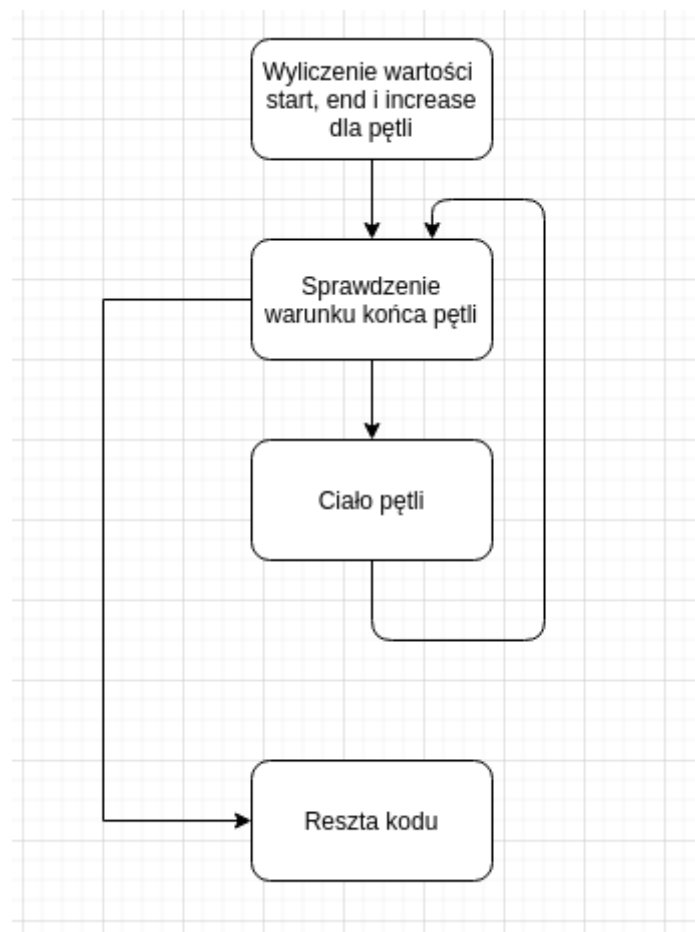 Wyliczenie wartości
start, end i increase
dla pętli
Sprawdzenie
warunku końca pętli
Ciało pętli
Reszta kodu